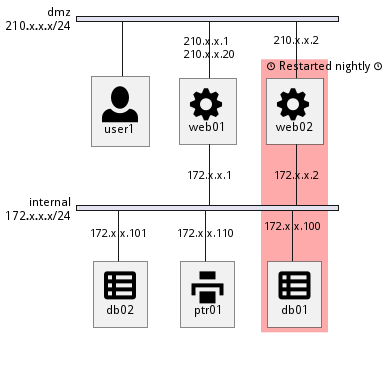 dmz
210.x.x.x/24
210.x.x.1
210.x.x.20
210.x.x.2
Restarted nightly
user1
web01
web02
172.x.x.1
172.x.x.2
internal
172.x.x.x/24
172.x.x.101
172.x.x.110
172.x.x.100
db02
ptr01
db01